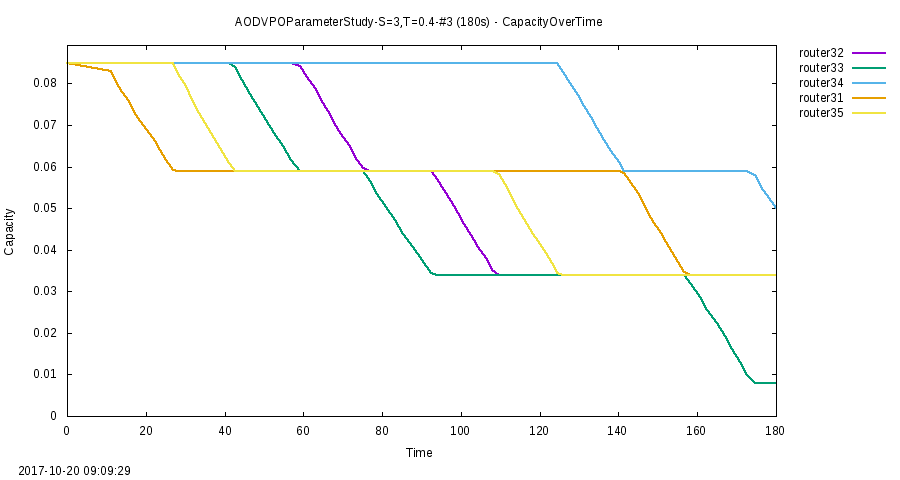 AODVPOParameterStudy-S=3,T=0.4-#3 (180s) - CapacityOverTime
router32
router33
router34
router31
router35
0.08
0.07
0.06
0.05
0.04
0.03
0.02
0.01
0
Capacity
0 20 40 60 80 100 120 140 160 180
Time
2017-10-20 09:09:29